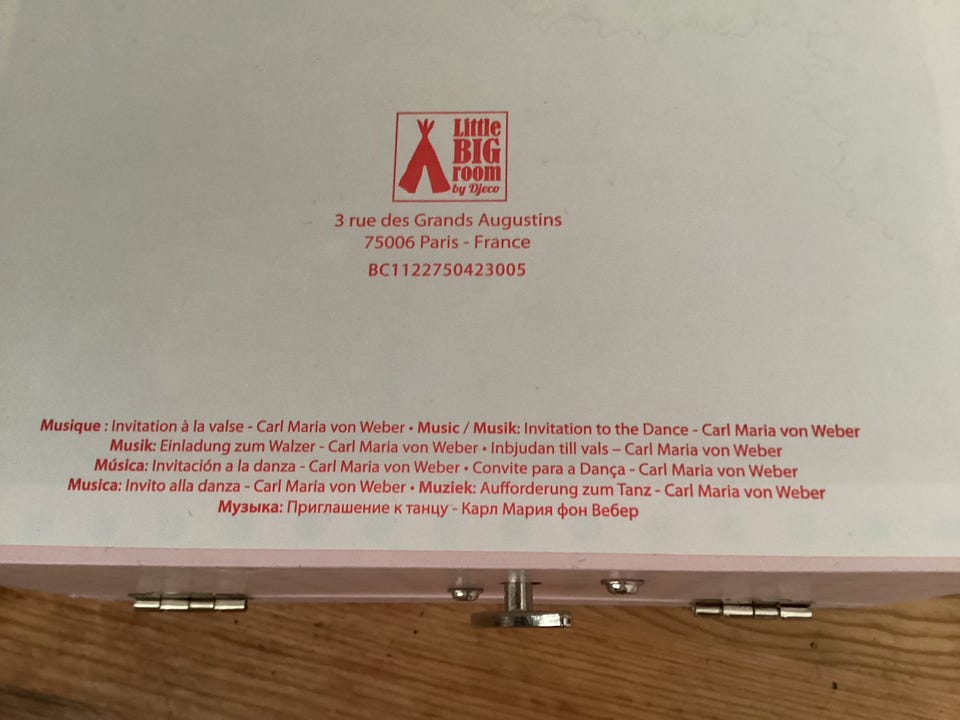 Little
BIG
room
by Djeco
3 rue des Grands Augustins
75006 Paris - France
BC1122750423005
Musique : Invitation à la valse - Carl Maria von Weber • Music / Musik: Invitation to the Dance - Carl Maria von Weber
Musik: Einladung zum Walzer - Carl Maria von Weber • Inbjudan till vals – Carl Maria von Weber
Música: Invitación a la danza - Carl Maria von Weber • Convite para a Dança - Carl Maria von Weber
Musica: Invito alla danza - Carl Maria von Weber • Muziek: Aufforderung zum Tanz - Carl Maria von Weber
Музыка: Приглашение к танцу - Карл Мария фон Вебер